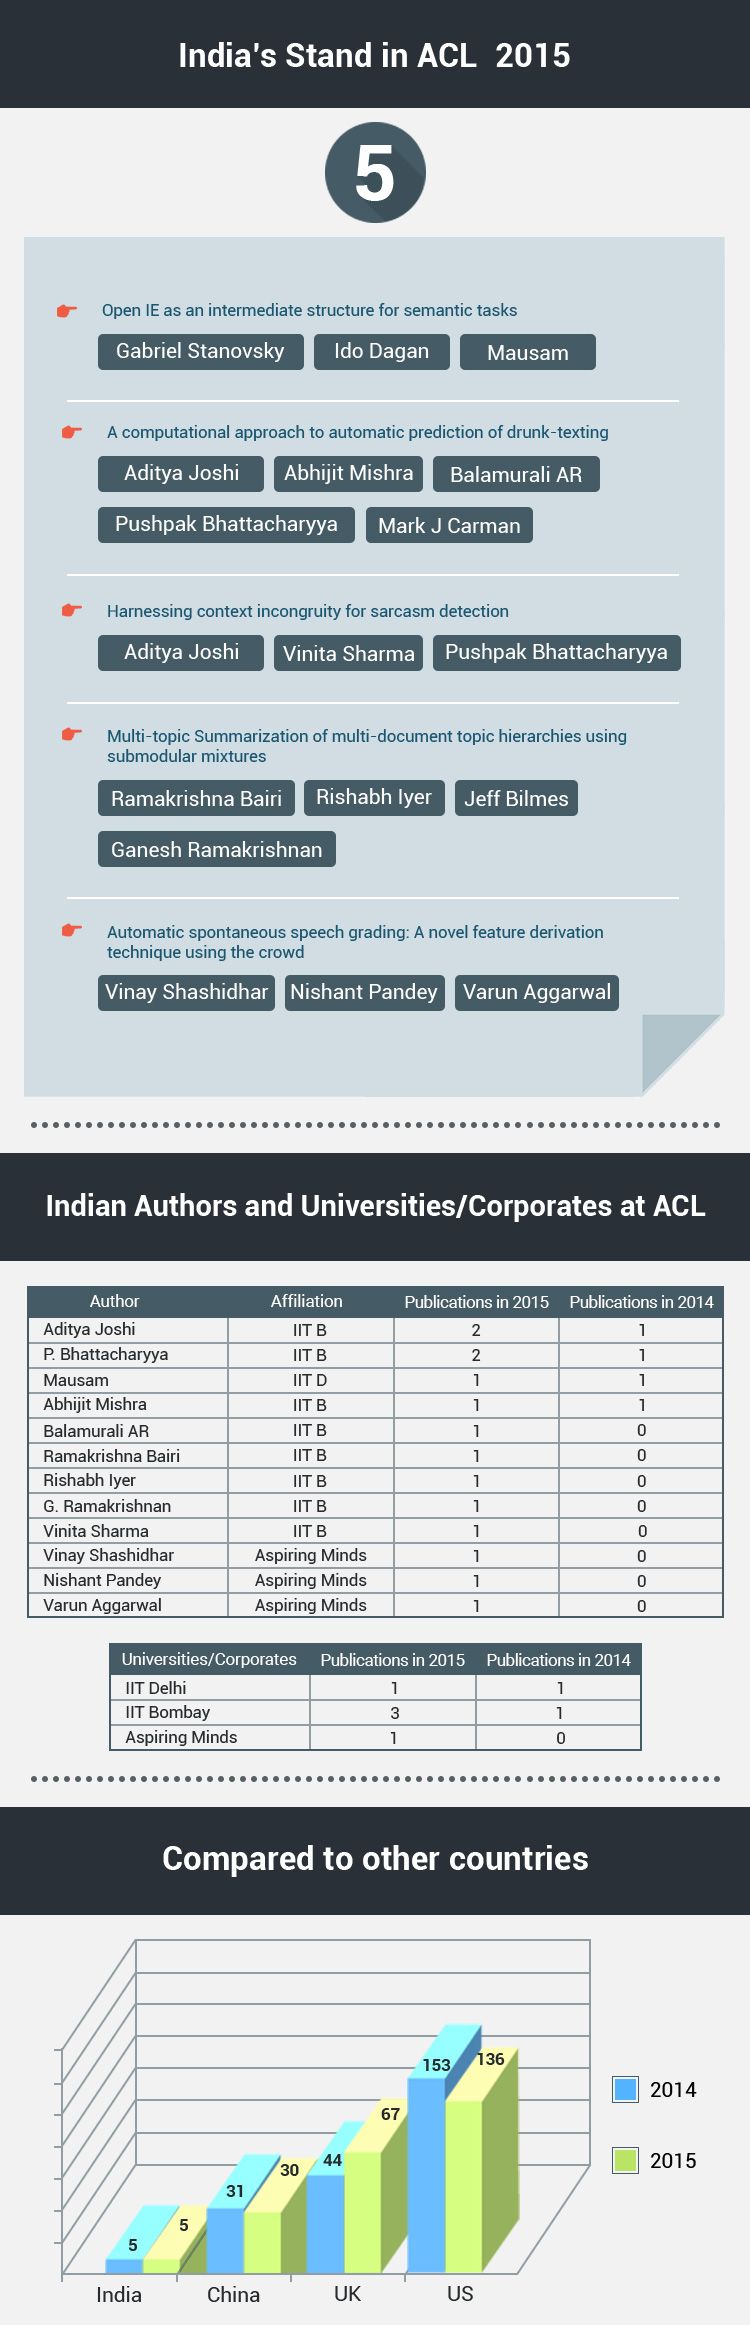 India's Stand in ACL 2015
5
Open IE as an intermediate structure for semantic tasks
Gabriel Stanovsky Ido Dagan Mausam
A computational approach to automatic prediction of drunk-texting
Aditya Joshi Abhijit Mishra Balamurali AR
Pushpak Bhattacharyya Mark J Carman
Harnessing context incongruity for sarcasm detection
Aditya Joshi Vinita Sharma Pushpak Bhattacharyya
Multi-topic Summarization of multi-document topic hierarchies using
submodular mixtures
Ramakrishna Bairi Rishabh Iyer Jeff Bilmes
Ganesh Ramakrishnan
Automatic spontaneous speech grading: A novel feature derivation
technique using the crowd
Vinay Shashidhar Nishant Pandey Varun Aggarwal
Indian Authors and Universities/Corporates at ACL
Author Affiliation Publications in 2015 Publications in 2014
Aditya Joshi IIT B 2 1
P. Bhattacharyya IIT B 2 1
Mausam IIT D 1 1
Abhijit Mishra IIT B 1 1
Balamurali AR IIT B 1 0
Ramakrishna Bairi IIT B 1 0
Rishabh Iyer IIT B 1 0
G. Ramakrishnan IIT B 1 0
Vinita Sharma IIT B 1 0
Vinay Shashidhar Aspiring Minds 1 0
Nishant Pandey Aspiring Minds 1 0
Varun Aggarwal Aspiring Minds 1 0
Universities/Corporates Publications in 2015 Publications in 2014
IIT Delhi 1 1
IIT Bombay 3 1
Aspiring Minds 1 0
Compared to other countries
153 136
2014
67
44
2015
30
31
5
5
India China UK US